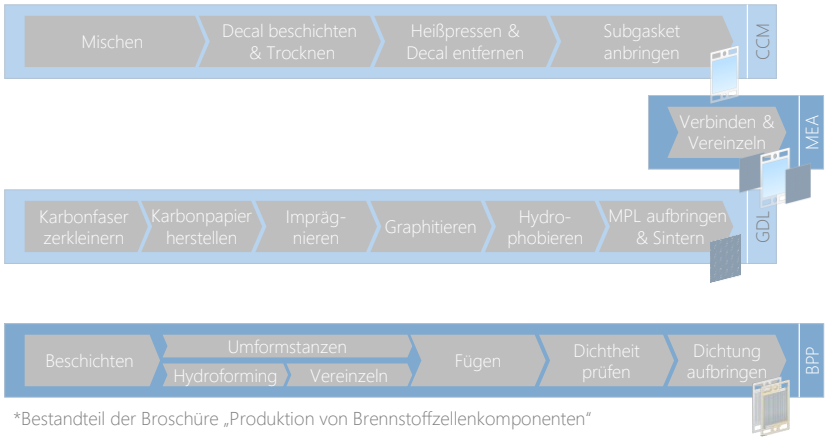 Mischen
Decal beschichten
& Trocknen
Heißpressen &
Decal entfernen
Subgasket
anbringen
CCM
Verbinden &
Vereinzeln
MEA
Karbonfaser
zerkleinern
Karbonpapier
herstellen
Impräg-
nieren
Graphitieren
Hydro-
phobieren
MPL aufbringen
& Sintern
GDL
Beschichten
Umformstanzen
Hydroforming
Vereinzeln
Fügen
Dichtheit
prüfen
Dichtung
aufbringen
BPP
*Bestandteil der Broschüre „Produktion von Brennstoffzellenkomponenten“